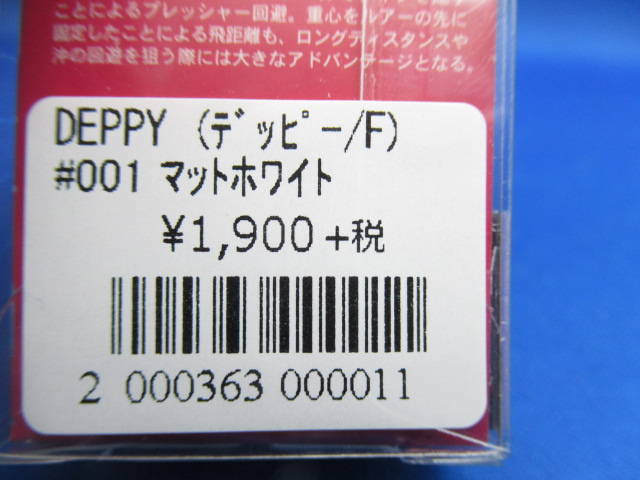 ことによるプレッシャー回避。重心をルアーの先に
固定したことによる飛距離も、ロングディスタンスや
沖の回遊を狙う際には大きなアドバンテージとなる。
DEPPY (ﾃﾞｯﾋﾟｰ/F)
#001 マットホワイト
¥1,900+税
2 000363 000011